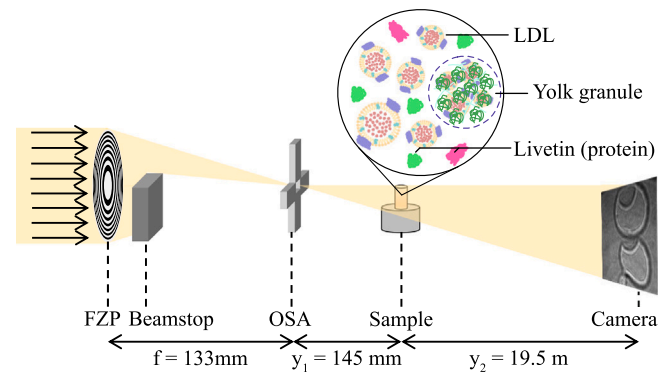 LDL
Yolk granule
Livetin (protein)
FZP
Beamstop
OSA
Sample
Camera
f = 133mm
y₁ = 145 mm
y₂ = 19.5 m